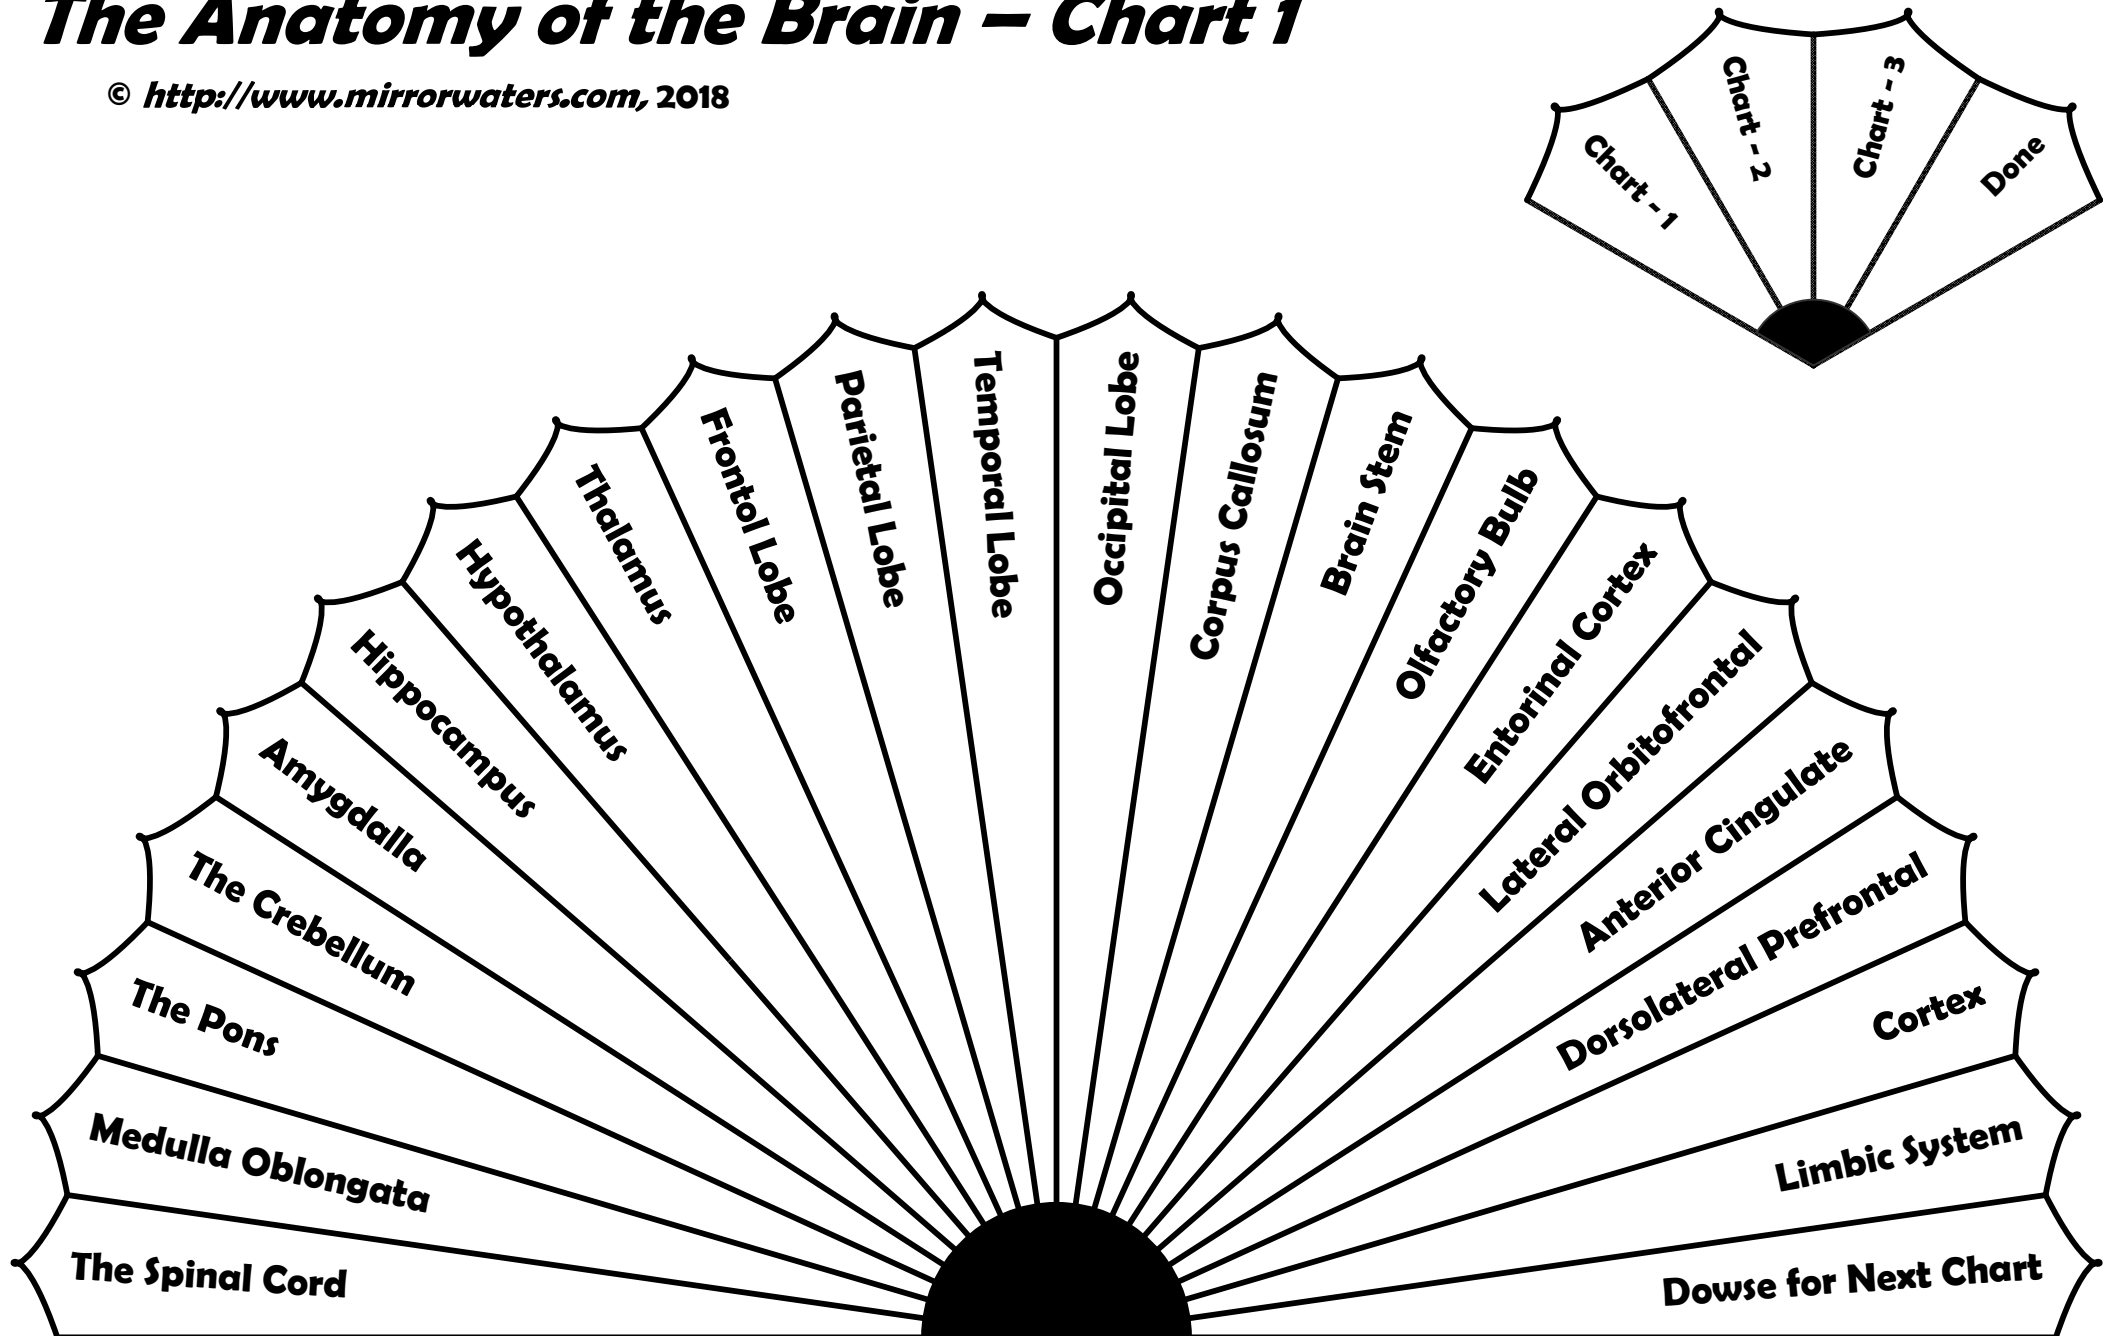 The Anatomy of the Brain – Chart 1
© http://www.mirrorwaters.com, 2018
Chart - 1
Chart - 2
Chart - 3
Done
The Spinal Cord
Medulla Oblongata
The Pons
The Crebellum
Amygdalla
Hippocampus
Hypothalamus
Thalamus
Frontol Lobe
Parietal Lobe
Temporal Lobe
Occipital Lobe
Corpus Callosum
Brain Stem
Olfactory Bulb
Entorinal Cortex
Lateral Orbitofrontal
Anterior Cingulate
Dorsolateral Prefrontal
Cortex
Limbic System
Dowse for Next Chart